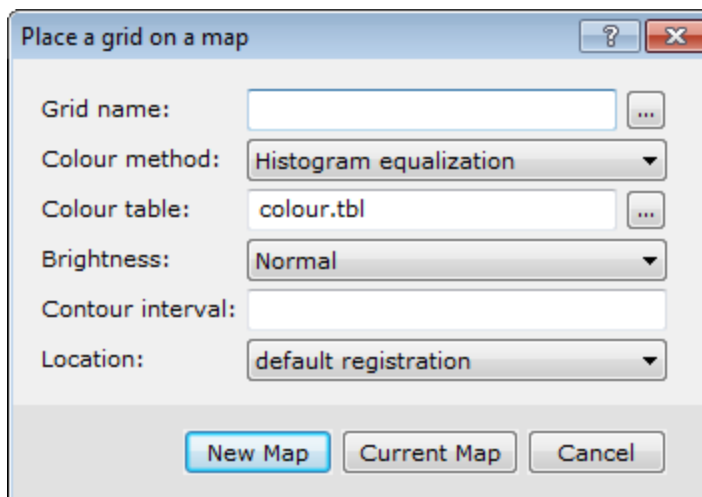 Place a grid on a map
?
Grid name:
...
Colour method: Histogram equalization
Colour table: colour.tbl ...
Brightness: Normal
Contour interval:
Location: default registration
New Map Current Map Cancel